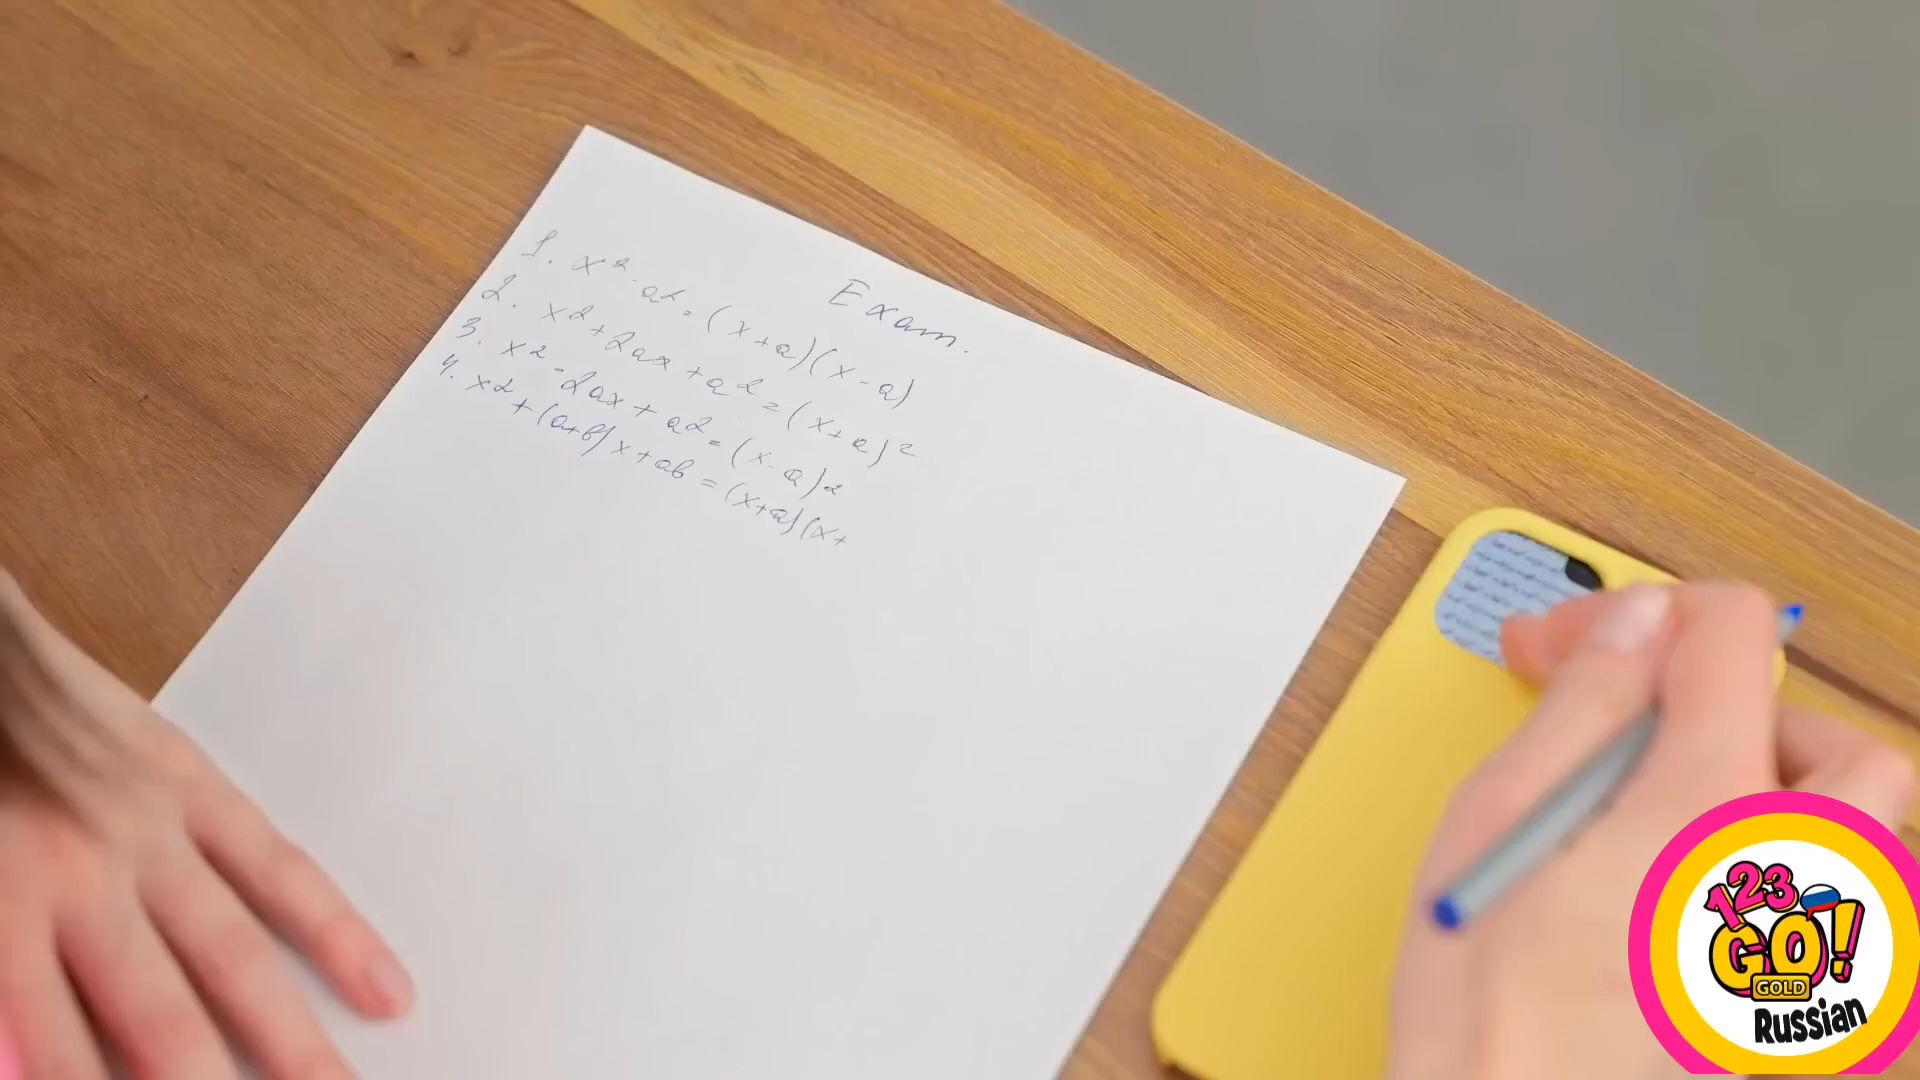 Exam.
1. x² - a² = (x+a)(x-a)
2. x² + 2ax + a² = (x+a)²
3. x² - 2ax + a² = (x-a)²
4. x² + (a+b)x + ab = (x+a)(x+
123
GO!
GOLD
Russian